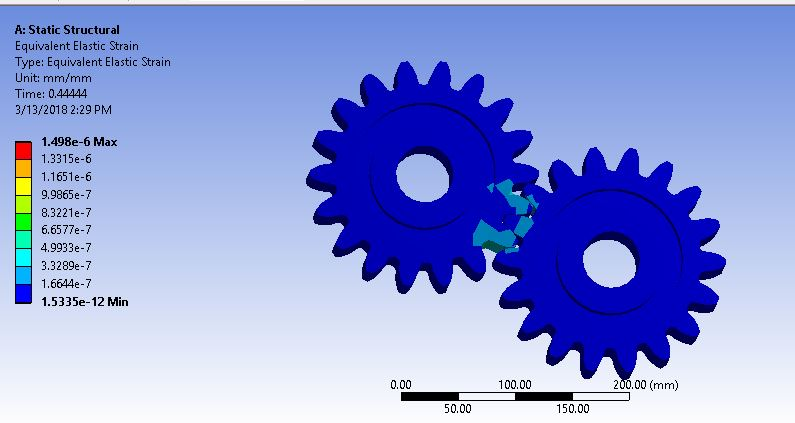 A: Static Structural
Equivalent Elastic Strain
Type: Equivalent Elastic Strain
Unit: mm/mm
Time: 0.44444
3/13/2018 2:29 PM
1.498e-6 Max
1.3315e-6
1.1651e-6
9.9865e-7
8.3221e-7
6.6577e-7
4.9933e-7
3.3289e-7
1.6644e-7
1.5335e-12 Min
0.00 100.00 200.00 (mm)
50.00 150.00